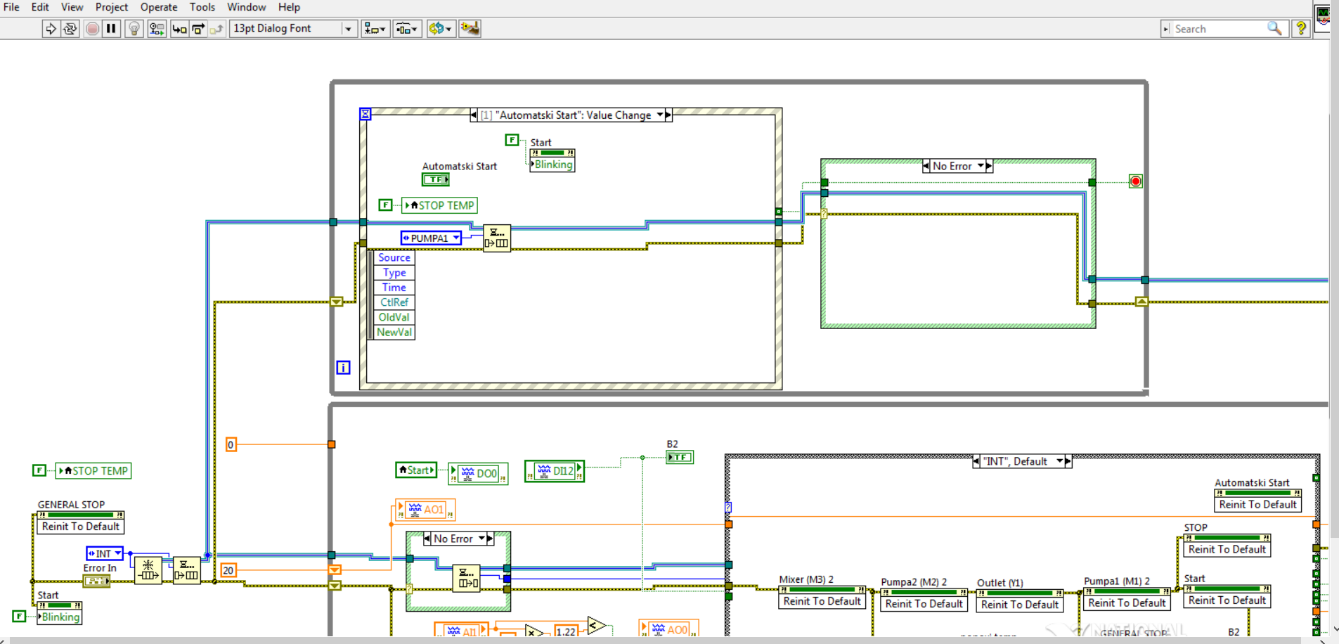 File Edit View Project Operate Tools Window Help
13pt Dialog Font
Search
?
[1] "Automatski Start": Value Change
F
Start
Blinking
Automatski Start
TF
No Error
F
STOP TEMP
PUMPA1
Source
Type
Time
CtlRef
OldVal
NewVal
i
0
B2
TF
"INT", Default
F
STOP TEMP
Start
DO0
DI12
Automatski Start
Reinit To Default
GENERAL STOP
Reinit To Default
AO1
STOP
Reinit To Default
No Error
INT
Error In
20
Mixer (M3) 2
Reinit To Default
Pumpa2 (M2) 2
Reinit To Default
Outlet (Y1)
Reinit To Default
Pumpa1 (M1) 2
Reinit To Default
Start
Reinit To Default
Start
F
Blinking
AI1
1.22
AO0
GENERAL STOP
B2
NATIONAL